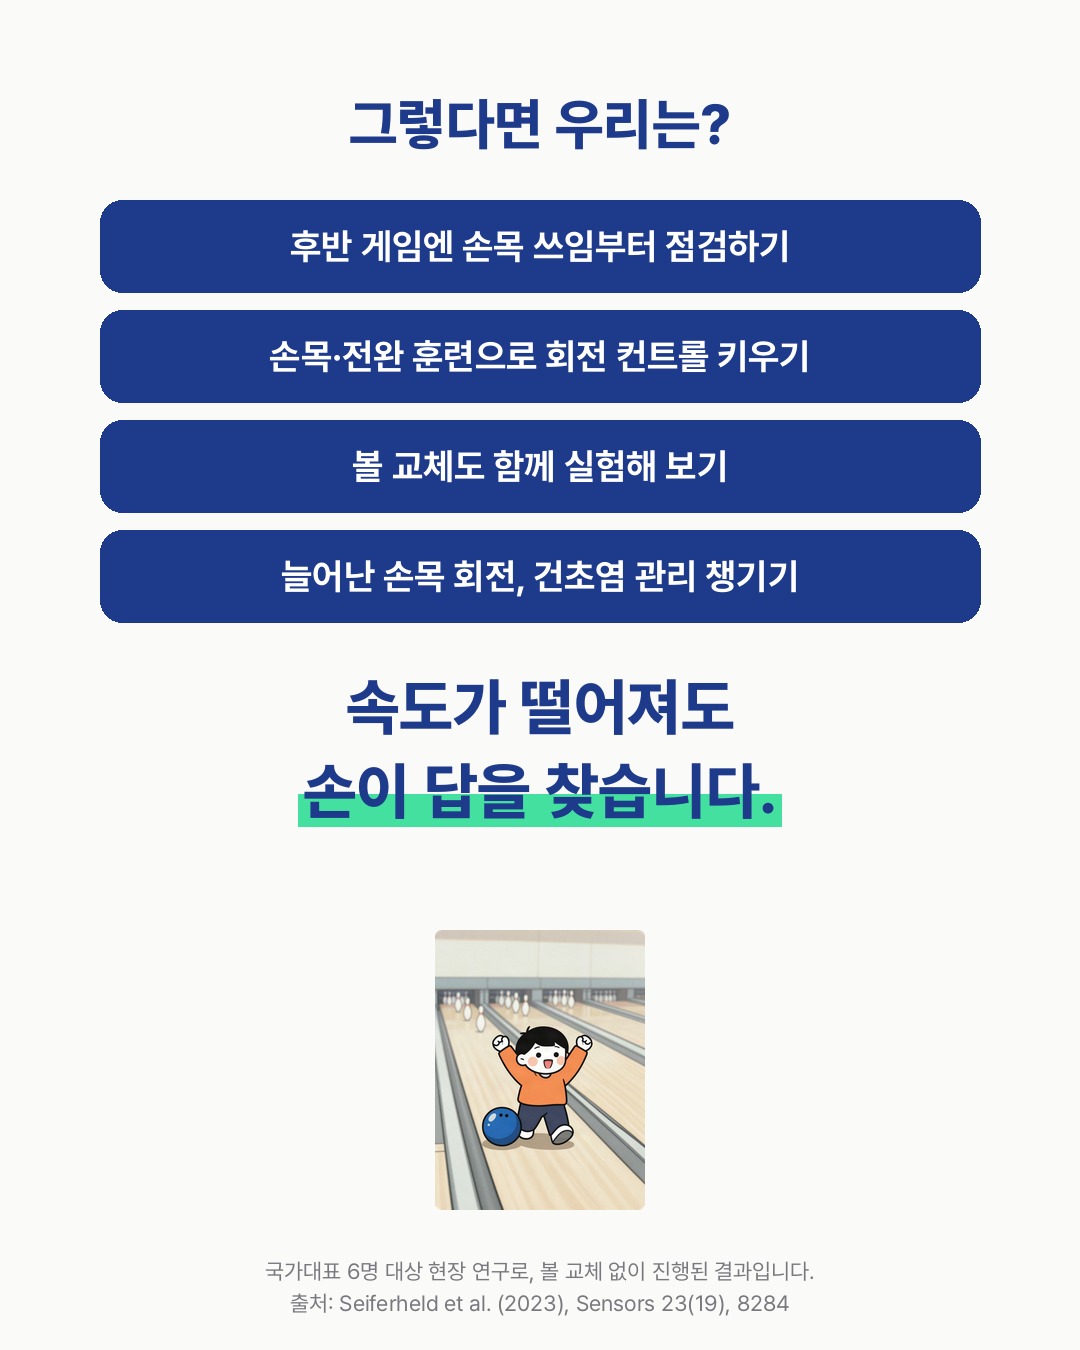 그렇다면 우리는?
후반 게임엔 손목 쓰임부터 점검하기
손목·전완 훈련으로 회전 컨트롤 키우기
볼 교체도 함께 실험해 보기
늘어난 손목 회전, 건초염 관리 챙기기
속도가 떨어져도
손이 답을 찾습니다.
국가대표 6명 대상 현장 연구로, 볼 교체 없이 진행된 결과입니다.
출처: Seiferheld et al. (2023), Sensors 23(19), 8284